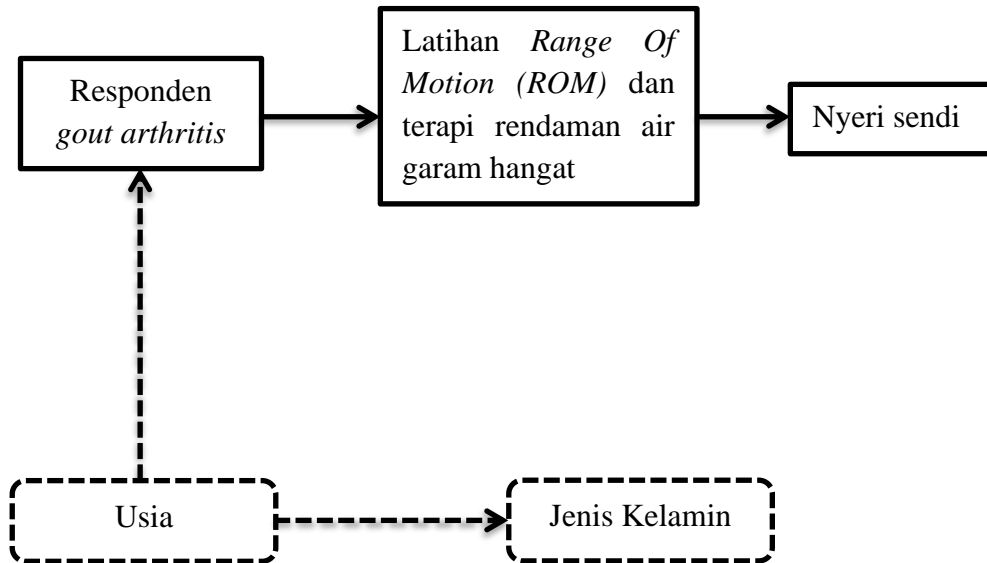 Responden
gout arthritis
Latihan Range Of
Motion (ROM) dan
terapi rendaman air
garam hangat
Nyeri sendi
Usia
Jenis Kelamin